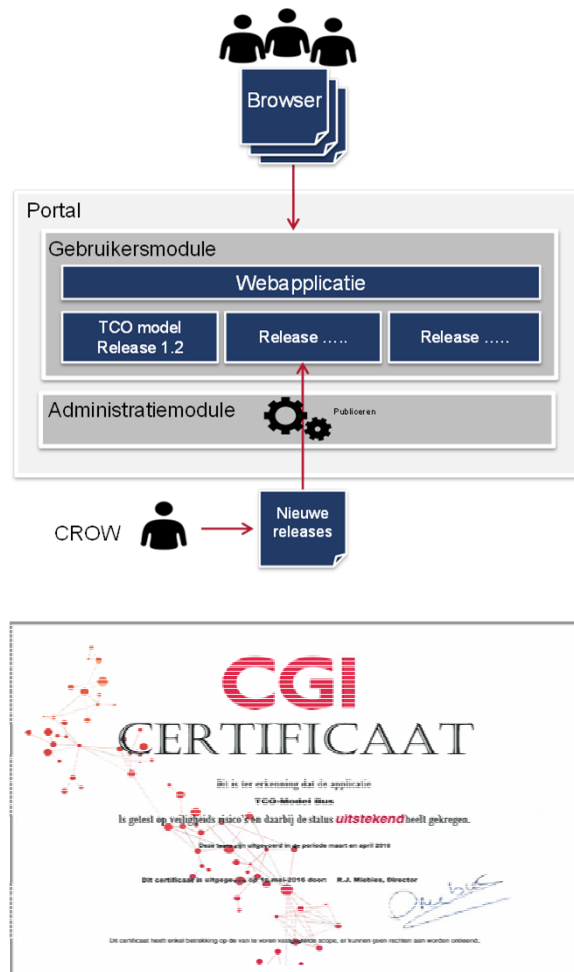 Browser
Portal
Gebruikersmodule
Webapplicatie
TCO model
Release 1.2
Release .....
Release .....
Administratiemodule
Publiceren
CROW
Nieuwe
releases
CGI
CERTIFICAAT
Dit is ter erkenning dat de applicatie
TCO-Model Bus
Is getest op veiligheids risico's en daarbij de status uitstekend heeft gekregen.
Deze tests zijn uitgevoerd in de periode maart en april 2016
Dit certificaat is uitgegeven op mei-2016 door: R.J. Miebies, Director
Dit certificaat heeft enkel betrekking op de van te voren vastgestelde scope, er kunnen geen rechten aan worden ontleend.